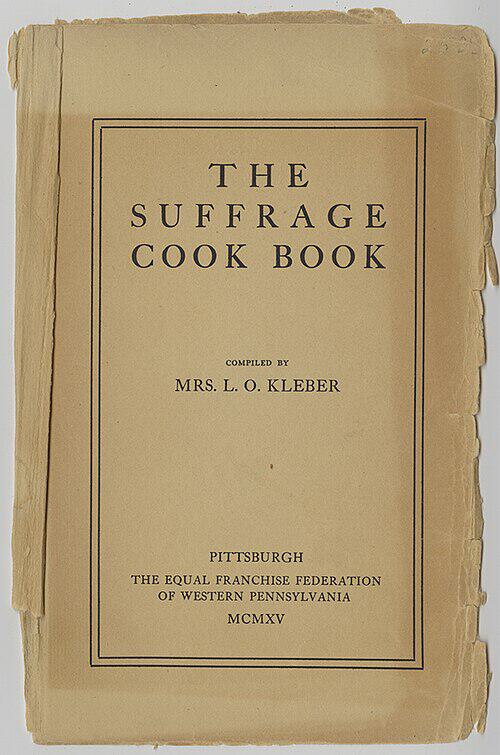 THE
SUFFRAGE
COOK BOOK
COMPILED BY
MRS. L. O. KLEBER
PITTSBURGH
THE EQUAL FRANCHISE FEDERATION
OF WESTERN PENNSYLVANIA
MCMXV